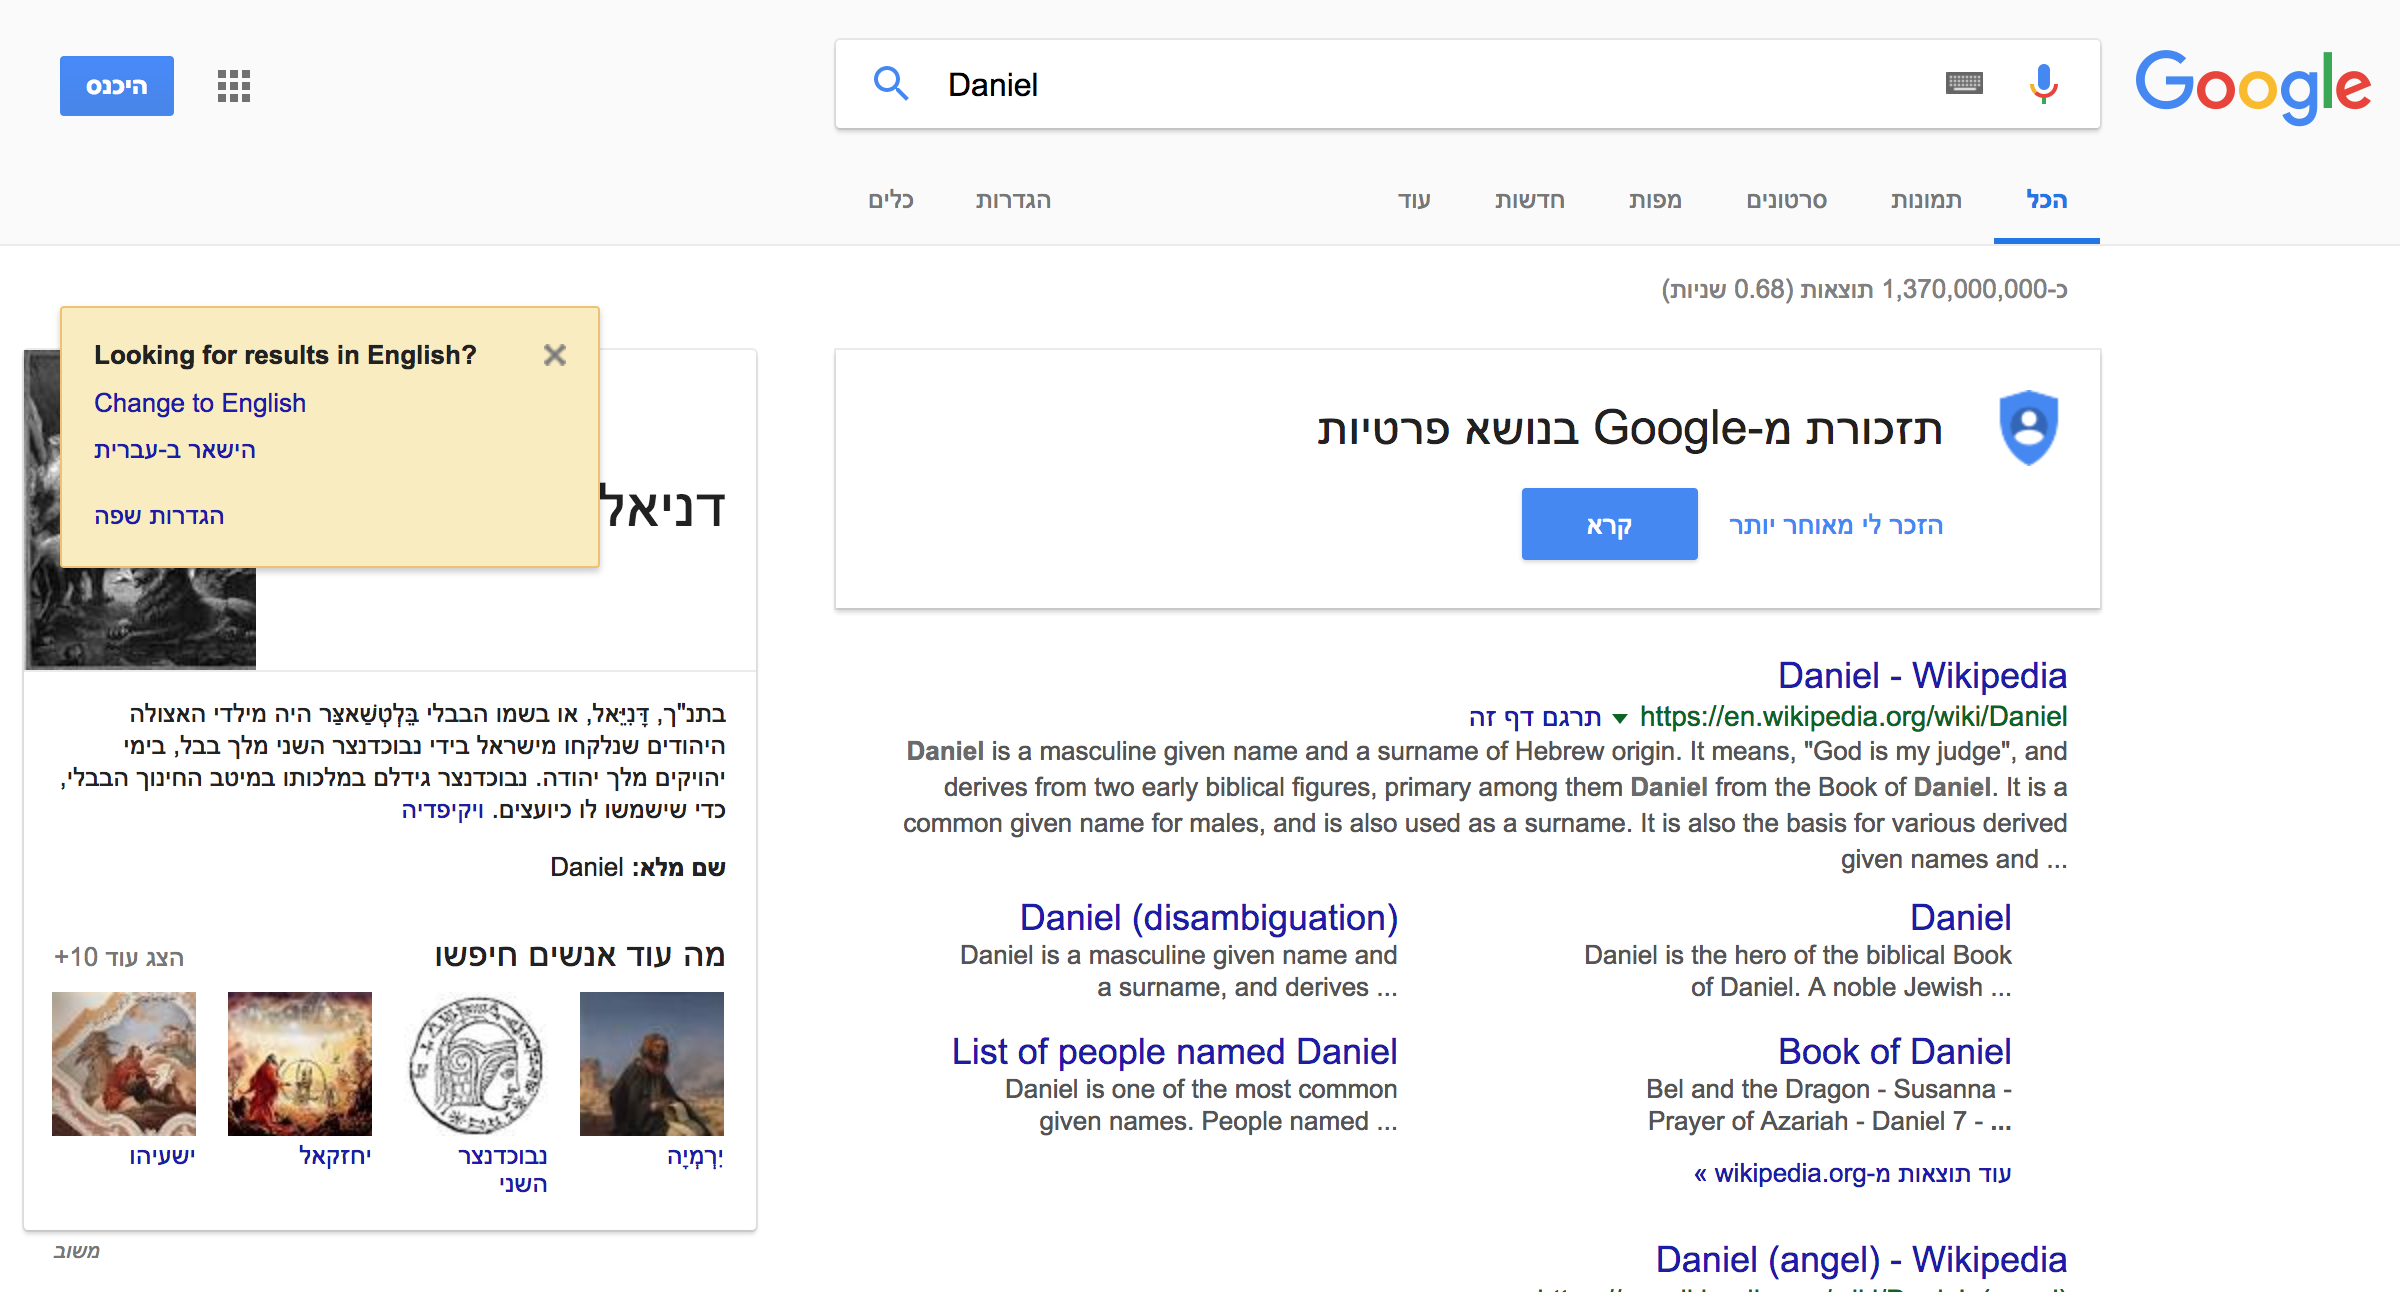 Google
Daniel
היכנס
הכל
תמונות
סרטונים
מפות
חדשות
עוד
הגדרות
כלים
כ-1,370,000,000 תוצאות (0.68 שניות)
תזכורת מ-Google בנושא פרטיות
הזכר לי מאוחר יותר
קרא
Daniel - Wikipedia
https://en.wikipedia.org/wiki/Daniel ▼ תרגם דף זה
Daniel is a masculine given name and a surname of Hebrew origin. It means, "God is my judge", and
derives from two early biblical figures, primary among them Daniel from the Book of Daniel. It is a
common given name for males, and is also used as a surname. It is also the basis for various derived
given names and ...
Daniel
Daniel is the hero of the biblical Book
of Daniel. A noble Jewish ...
Daniel (disambiguation)
Daniel is a masculine given name and
a surname, and derives ...
Book of Daniel
Bel and the Dragon - Susanna -
Prayer of Azariah - Daniel 7 - ...
List of people named Daniel
Daniel is one of the most common
given names. People named ...
עוד תוצאות מ-wikipedia.org »
Daniel (angel) - Wikipedia
Looking for results in English?
Change to English
הישאר ב-עברית
הגדרות שפה
דניאל
בתנ"ך, דָּנִיֵּאל, או בשמו הבבלי בֵּלְטְשַׁאצַּר היה מילדי האצולה
היהודים שנלקחו מישראל בידי נבוכדנצר השני מלך בבל, בימי
יהויקים מלך יהודה. נבוכדנצר גידלם במלכותו במיטב החינוך הבבלי,
כדי שישמשו לו כיועצים. ויקיפדיה
שם מלא: Daniel
מה עוד אנשים חיפשו
הצג עוד 10+
יִרְמְיָה
נבוכדנצר
השני
יחזקאל
ישעיהו
משוב